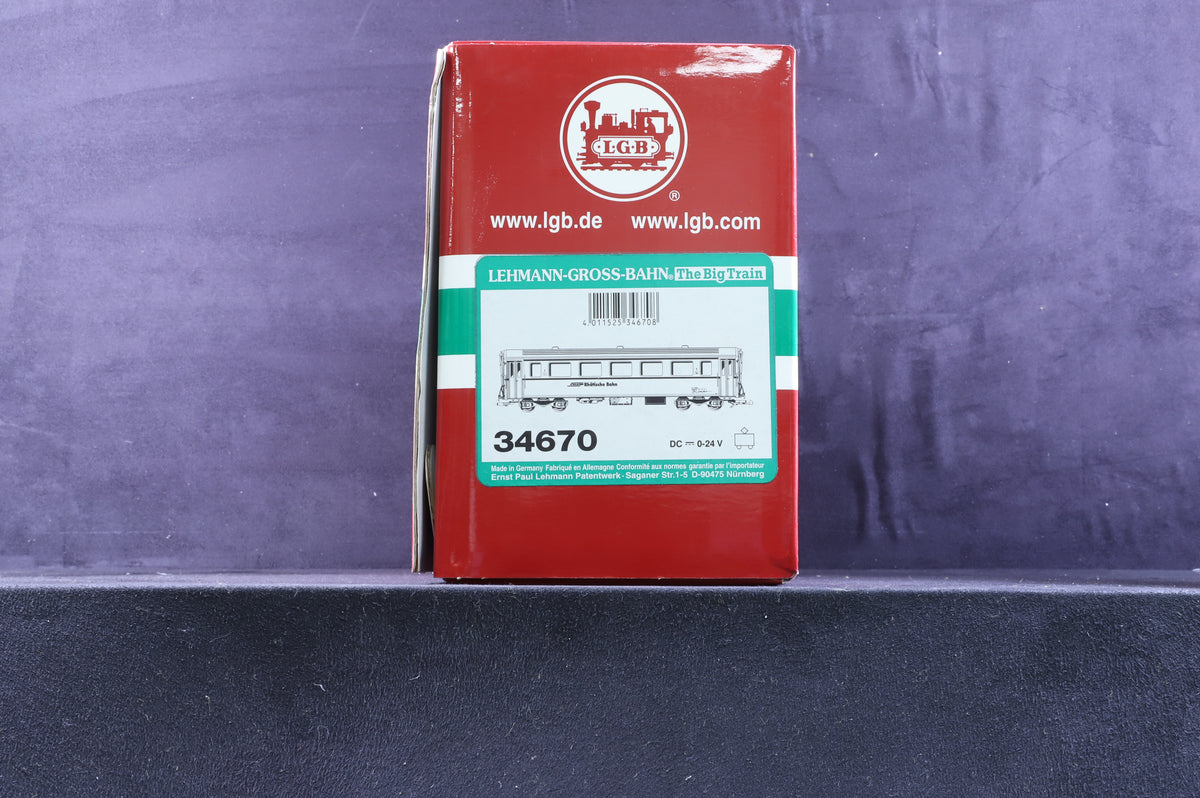 L·G·B
®
www.lgb.de www.lgb.com
LEHMANN-GROSS-BAHN® The Big Train
4 011525 346708
Rhätische Bahn
34670
DC 0-24 V
Made in Germany Fabriqué en Allemagne Conformité aux normes garantie par l'importateur
Ernst Paul Lehmann Patentwerk · Saganer Str.1-5 D-90475 Nürnberg